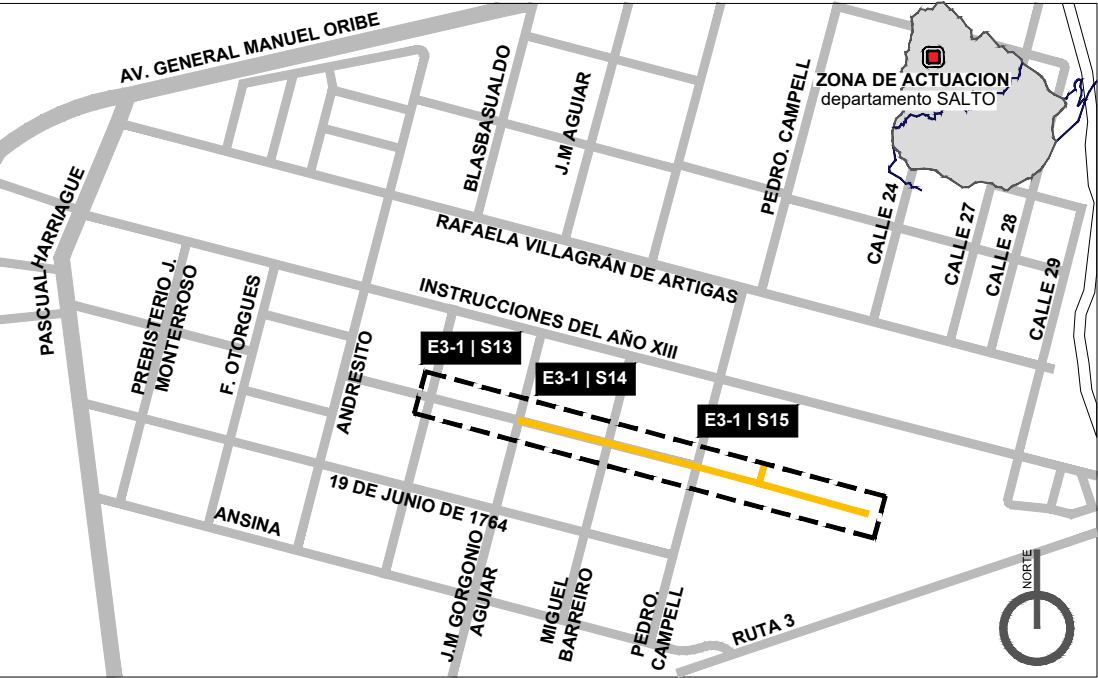 AV. GENERAL MANUEL ORIBE
BLASBASUALDO
J.M AGUIAR
PEDRO. CAMPELL
ZONA DE ACTUACION
departamento SALTO
PASCUAL HARRIAGUE
CALLE 24
CALLE 27
CALLE 28
CALLE 29
RAFAELA VILLAGRÁN DE ARTIGAS
PREBISTERIO J.
MONTERROSO
F. OTORGUES
INSTRUCCIONES DEL AÑO XIII
ANDRESITO
E3-1 | S13
E3-1 | S14
E3-1 | S15
19 DE JUNIO DE 1764
ANSINA
J.M GORGONIO
AGUIAR
MIGUEL
BARREIRO
PEDRO.
CAMPELL
RUTA 3
NORTE